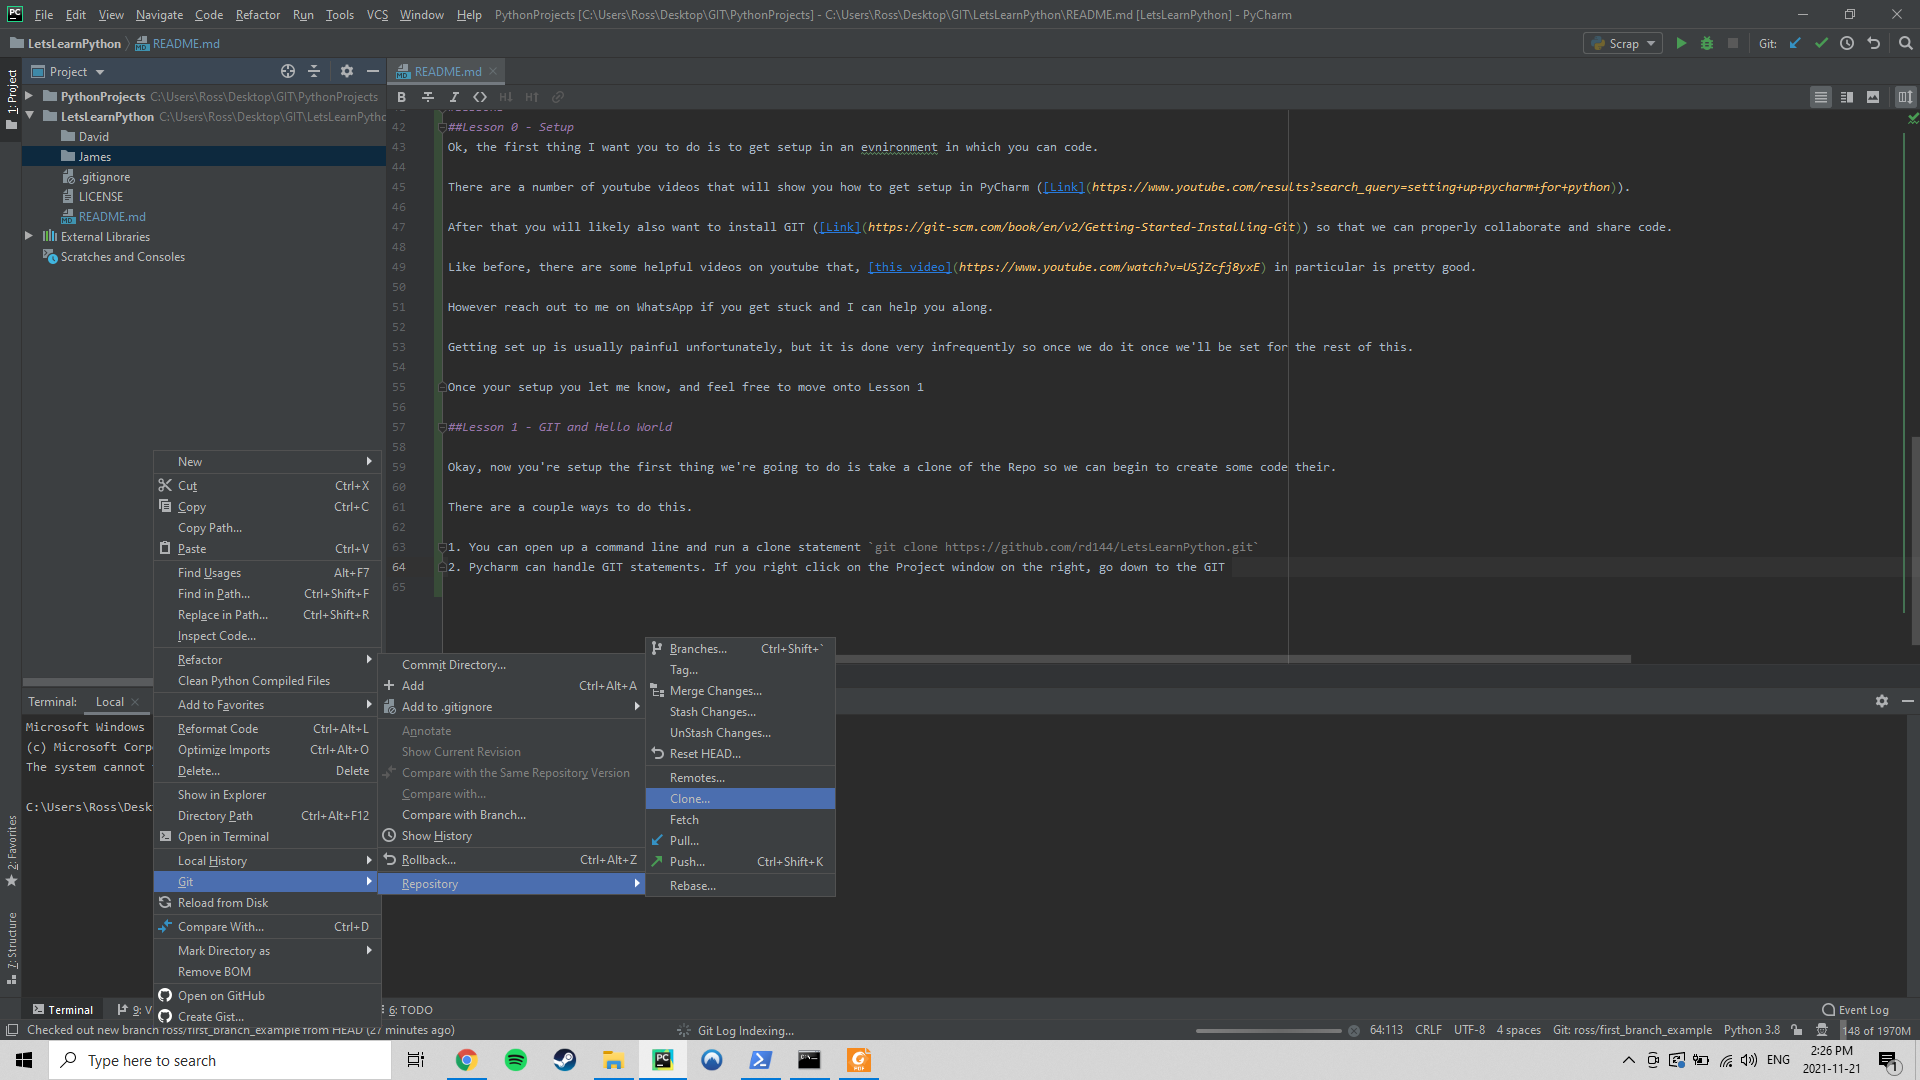 PC File Edit View Navigate Code Refactor Run Tools VCS Window Help PythonProjects [C:\Users\Ross\Desktop\GIT\PythonProjects] - C:\Users\Ross\Desktop\GIT\LetsLearnPython\README.md [LetsLearnPython] - PyCharm
LetsLearnPython README.md
Scrap Git:
1: Project
Project
PythonProjects C:\Users\Ross\Desktop\GIT\PythonProjects
LetsLearnPython C:\Users\Ross\Desktop\GIT\LetsLearnPytho
David
James
.gitignore
LICENSE
README.md
External Libraries
Scratches and Consoles
README.md
B I <> H↓ H↑
42 ##Lesson 0 - Setup
43 Ok, the first thing I want you to do is to get setup in an evnironment in which you can code.
44
45 There are a number of youtube videos that will show you how to get setup in PyCharm ([Link](https://www.youtube.com/results?search_query=setting+up+pycharm+for+python)).
46
47 After that you will likely also want to install GIT ([Link](https://git-scm.com/book/en/v2/Getting-Started-Installing-Git)) so that we can properly collaborate and share code.
48
49 Like before, there are some helpful videos on youtube that, [this video](https://www.youtube.com/watch?v=USjZcfj8yxE) in particular is pretty good.
50
51 However reach out to me on WhatsApp if you get stuck and I can help you along.
52
53 Getting set up is usually painful unfortunately, but it is done very infrequently so once we do it once we'll be set for the rest of this.
54
55 Once your setup you let me know, and feel free to move onto Lesson 1
56
57 ##Lesson 1 - GIT and Hello World
58
59 Okay, now you're setup the first thing we're going to do is take a clone of the Repo so we can begin to create some code their.
60
61 There are a couple ways to do this.
62
63 1. You can open up a command line and run a clone statement `git clone https://github.com/rd144/LetsLearnPython.git`
64 2. Pycharm can handle GIT statements. If you right click on the Project window on the right, go down to the GIT
65
New
Cut Ctrl+X
Copy Ctrl+C
Copy Path...
Paste Ctrl+V
Find Usages Alt+F7
Find in Path... Ctrl+Shift+F
Replace in Path... Ctrl+Shift+R
Inspect Code...
Refactor
Clean Python Compiled Files
Add to Favorites
Reformat Code Ctrl+Alt+L
Optimize Imports Ctrl+Alt+O
Delete... Delete
Show in Explorer
Directory Path Ctrl+Alt+F12
Open in Terminal
Local History
Git
Reload from Disk
Compare With... Ctrl+D
Mark Directory as
Remove BOM
Open on GitHub
Create Gist...
Commit Directory...
Add Ctrl+Alt+A
Add to .gitignore
Annotate
Show Current Revision
Compare with the Same Repository Version
Compare with...
Compare with Branch...
Show History
Rollback... Ctrl+Alt+Z
Repository
Branches... Ctrl+Shift+`
Tag...
Merge Changes...
Stash Changes...
UnStash Changes...
Reset HEAD...
Remotes...
Clone...
Fetch
Pull...
Push... Ctrl+Shift+K
Rebase...
Terminal: Local
Microsoft Windows
(c) Microsoft Corp
The system cannot
C:\Users\Ross\Desk
2: Favorites
7: Structure
Terminal 9: V 6: TODO Event Log
Checked out new branch ross/first_branch_example from HEAD (27 minutes ago) Git Log Indexing... 64:113 CRLF UTF-8 4 spaces Git: ross/first_branch_example Python 3.8 148 of 1970M
Type here to search
PC
PDF
ENG
2:26 PM
2021-11-21
1